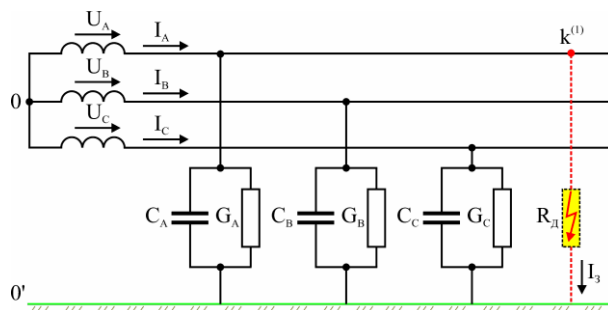 U_A
I_A
k^(1)
U_B
I_B
0
U_C
I_C
C_A G_A C_B G_B C_C G_C R_Д
I_З
0'